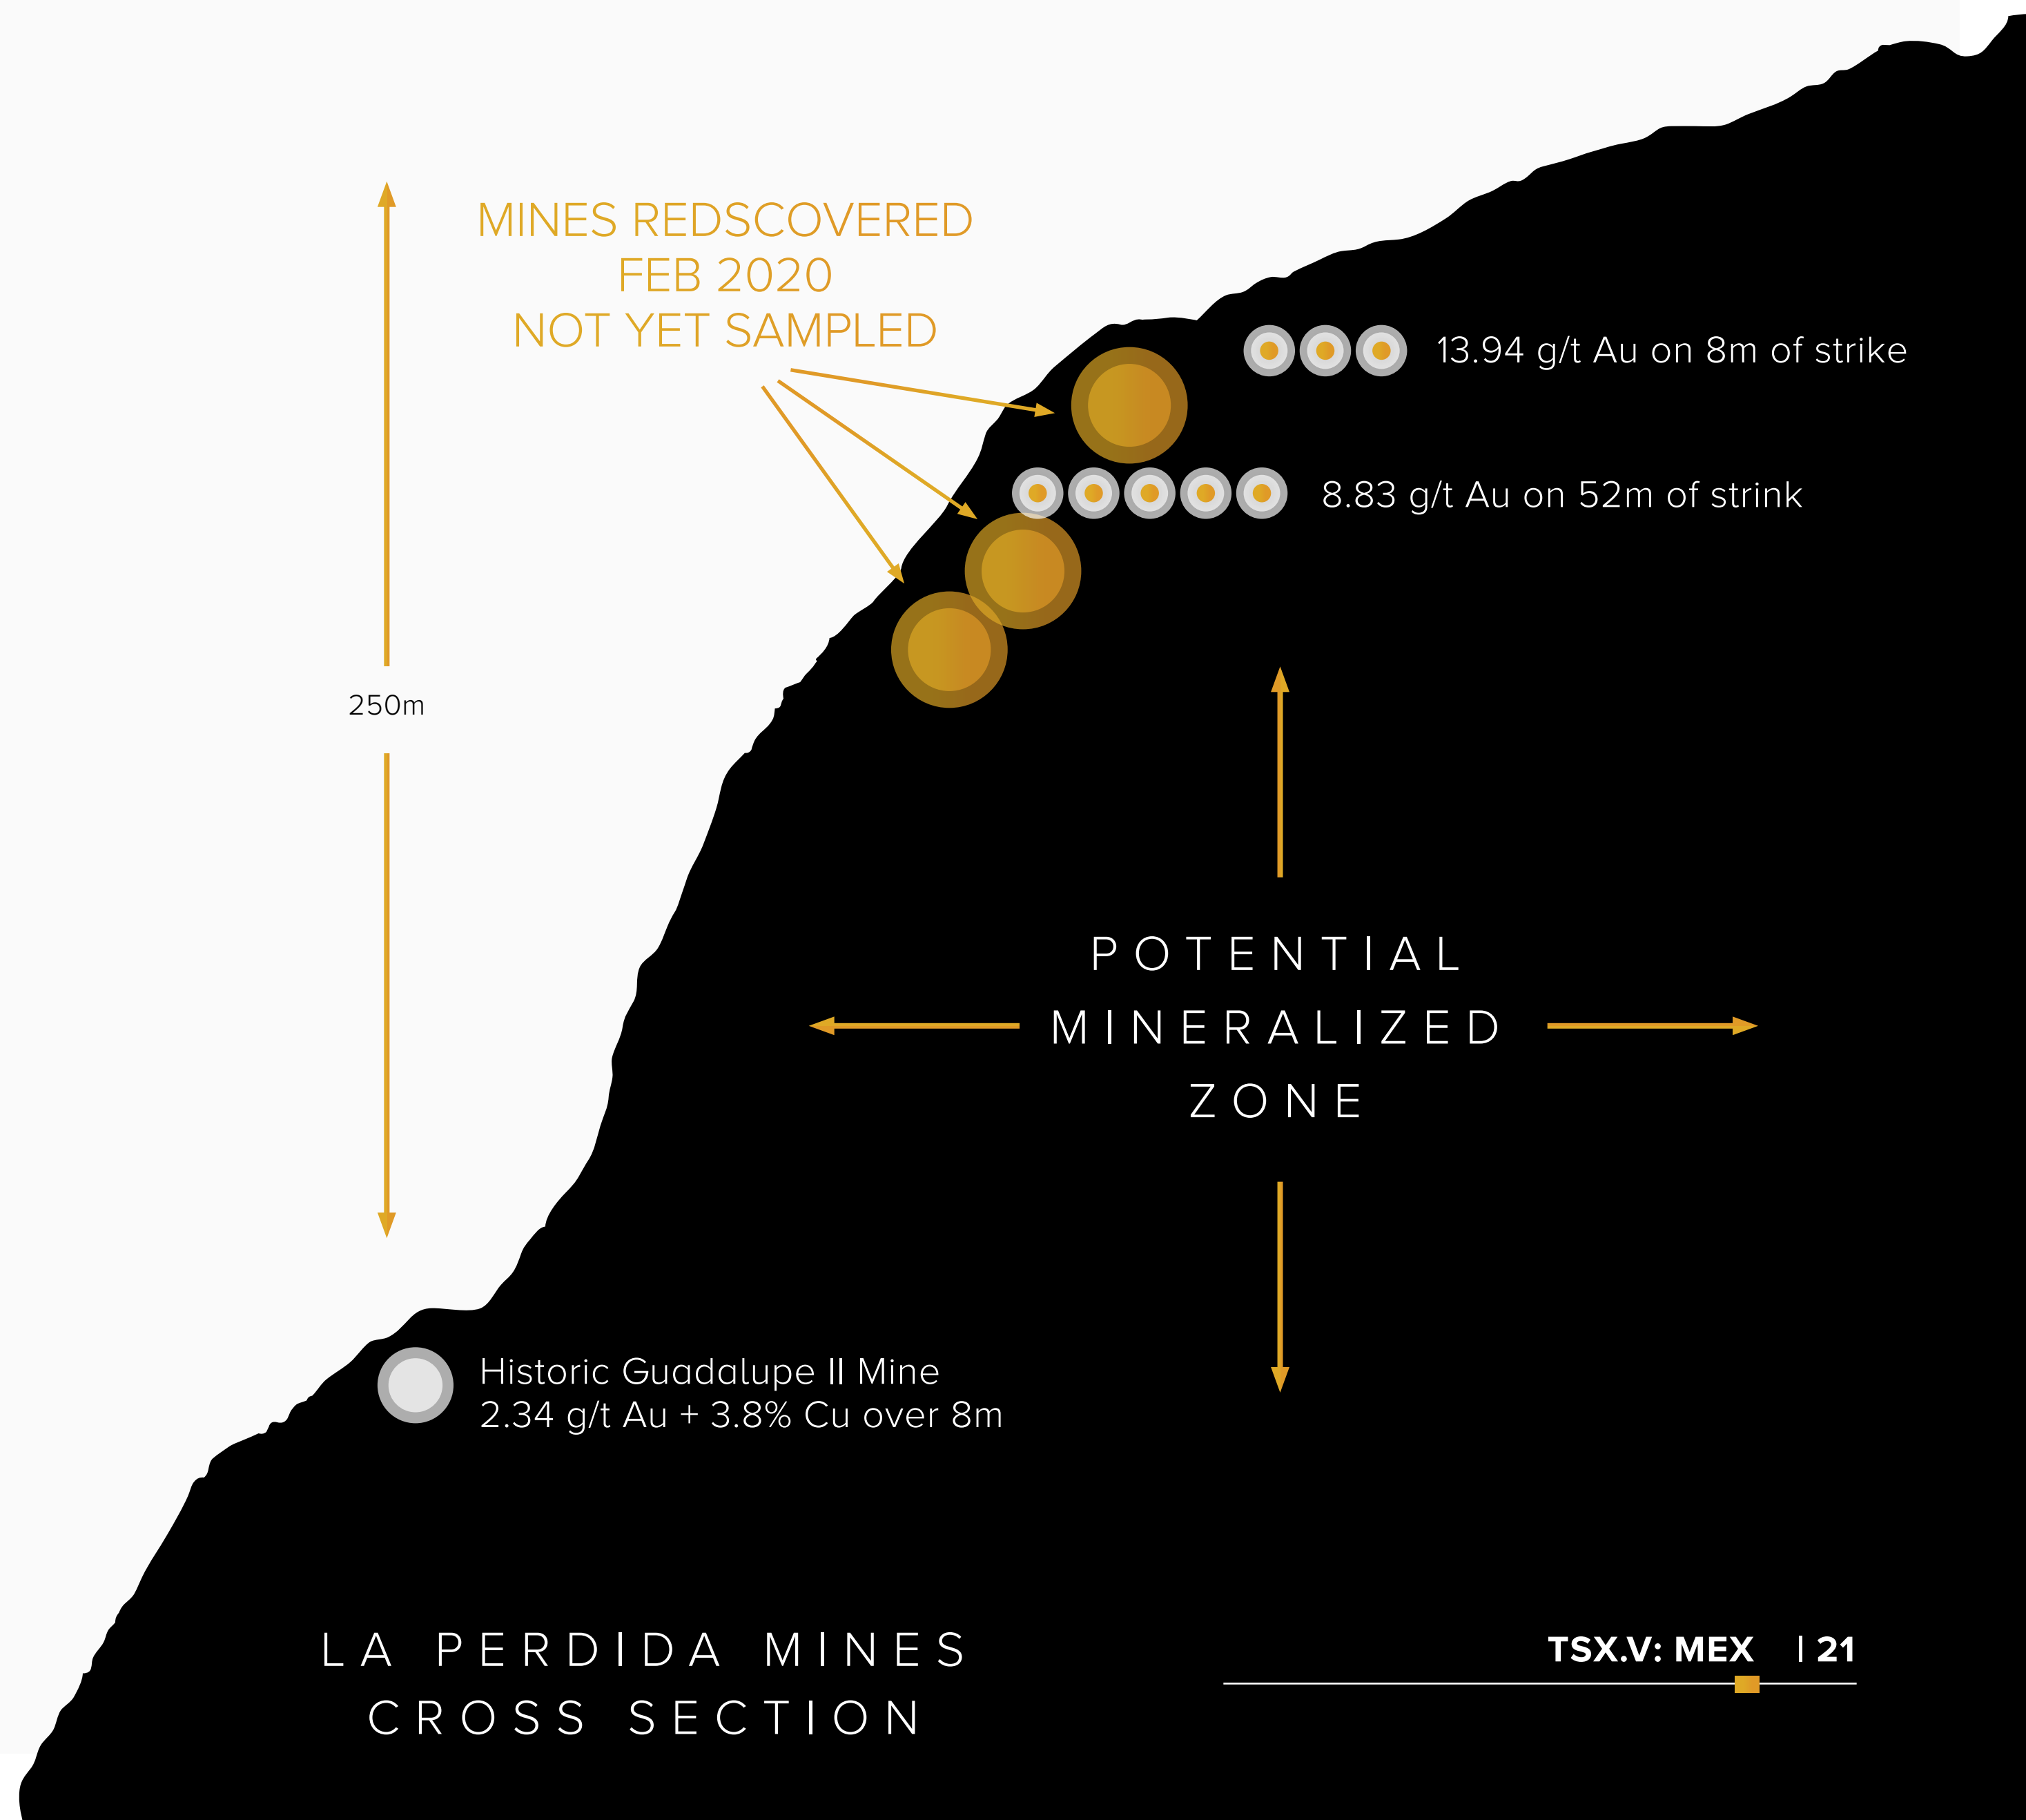 MINES REDSCOVERED
FEB 2020
NOT YET SAMPLED
13.94 g/t Au on 8m of strike
8.83 g/t Au on 52m of strink
250m
POTENTIAL
MINERALIZED
ZONE
Historic Guadalupe II Mine
2.34 g/t Au + 3.8% Cu over 8m
LA PERDIDA MINES
CROSS SECTION
TSX.V: MEX | 21